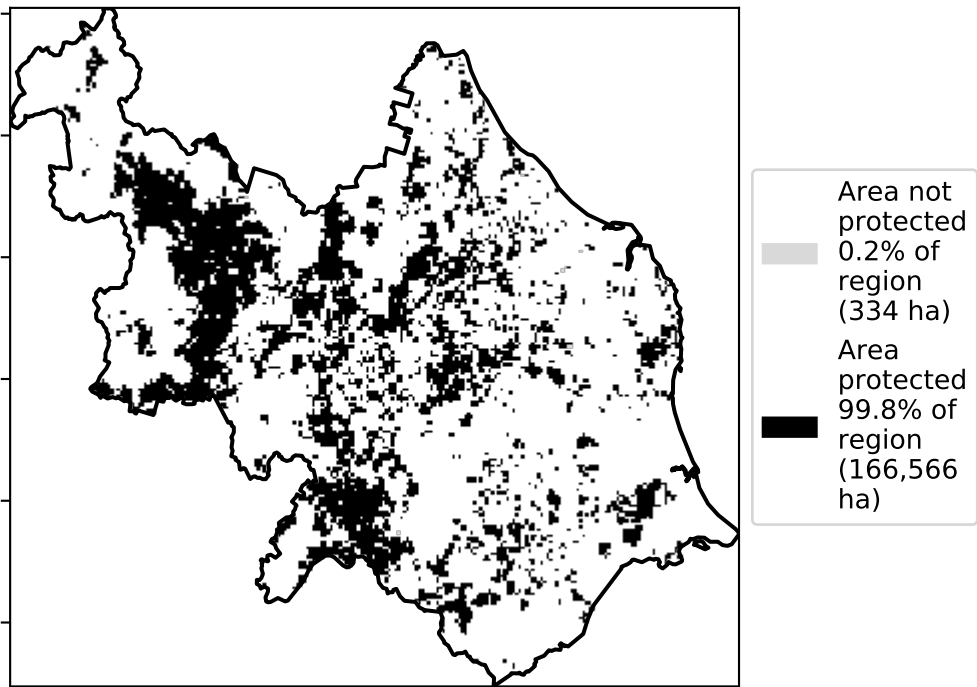 Area not
protected
0.2% of
region
(334 ha)
Area
protected
99.8% of
region
(166,566
ha)